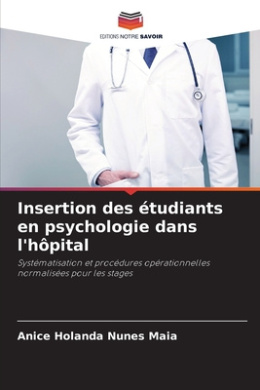 EDITIONS NOTRE SAVOIR
Insertion des étudiants
en psychologie dans
l'hôpital
Systématisation et procédures opérationnelles
normalisées pour les stages
Anice Holanda Nunes Maia